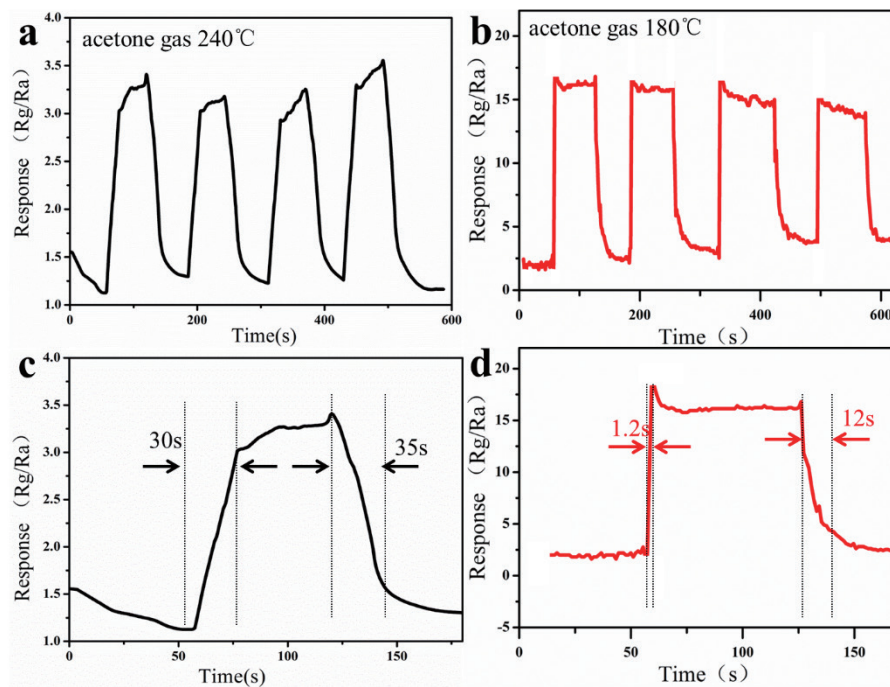 a
acetone gas 240℃
Response （Rg/Ra）
4.0
3.5
3.0
2.5
2.0
1.5
1.0
0
200
400
600
Time(s)
b
acetone gas 180℃
Response （Rg/Ra）
20
15
10
5
0
0
200
400
600
Time （s）
c
Response （Rg/Ra）
4.0
3.5
3.0
2.5
2.0
1.5
1.0
30s
35s
0
50
100
150
Time(s)
d
Response （Rg/Ra）
20
15
10
5
0
-5
1.2s
12s
0
50
100
150
Time （s）